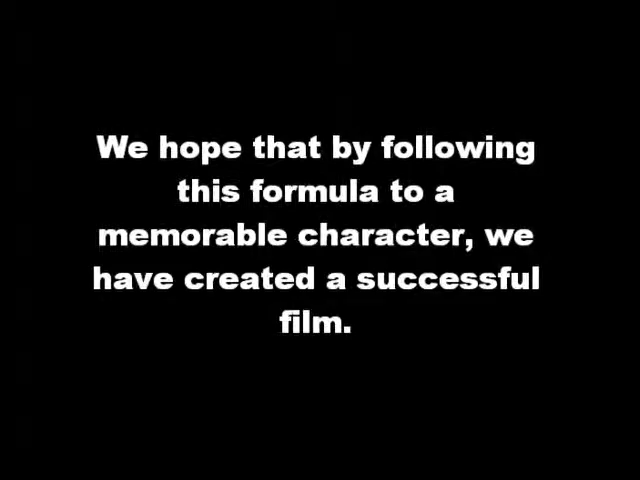 We hope that by following
this formula to a
memorable character, we
have created a successful
film.